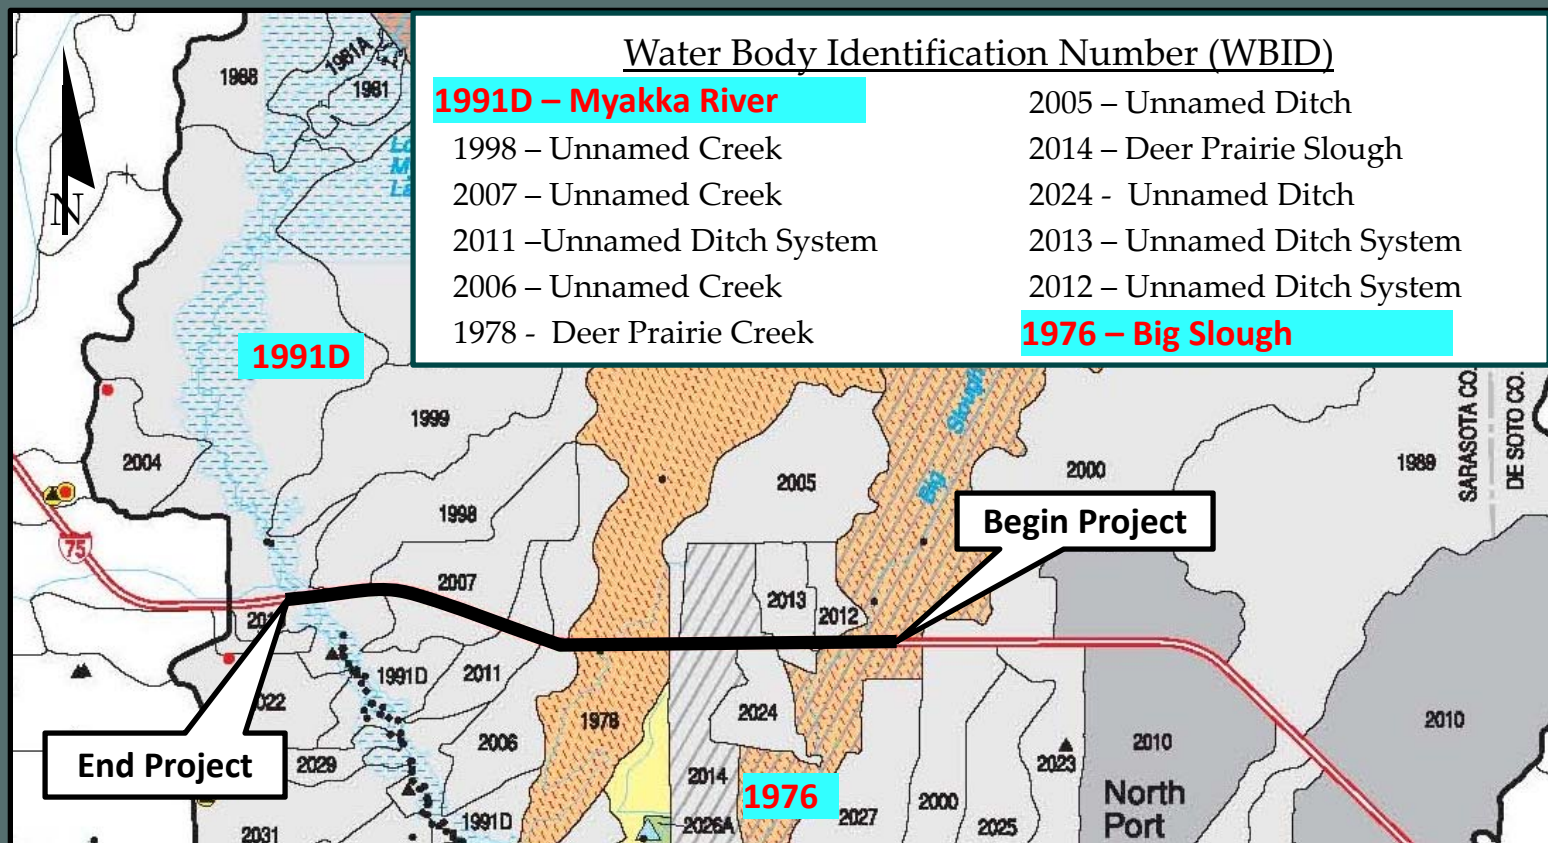 Water Body Identification Number (WBID)
1991D – Myakka River
1998 – Unnamed Creek
2007 – Unnamed Creek
2011 –Unnamed Ditch System
2006 – Unnamed Creek
1978 - Deer Prairie Creek
2005 – Unnamed Ditch
2014 – Deer Prairie Slough
2024 - Unnamed Ditch
2013 – Unnamed Ditch System
2012 – Unnamed Ditch System
1976 – Big Slough
N
1988
1981A
1981
1991D
1999
2004
1998
75
2007
2005
Big
2000
1989
SARASOTA CO.
DE SOTO CO.
Begin Project
2013
2012
1991D
2011
End Project
2029
2006
1978
2024
2014
1976
2010
2010
2023
North
Port
2031
1991D
2026A
2027
2000
2025